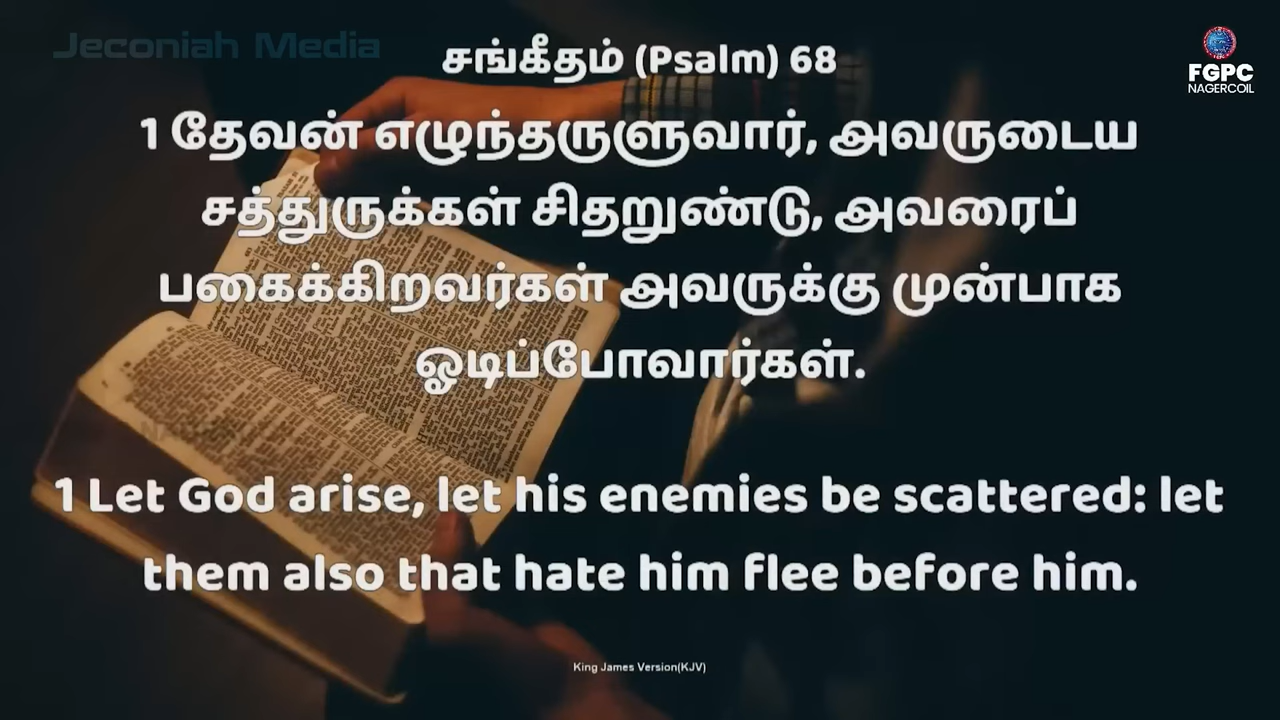 Jeconiah Media
FGPC
NAGERCOIL
சங்கீதம் (Psalm) 68
1 தேவன் எழுந்தருளுவார், அவருடைய
சத்துருக்கள் சிதறுண்டு, அவரைப்
பகைக்கிறவர்கள் அவருக்கு முன்பாக
ஓடிப்போவார்கள்.
1 Let God arise, let his enemies be scattered: let
them also that hate him flee before him.
King James Version(KJV)